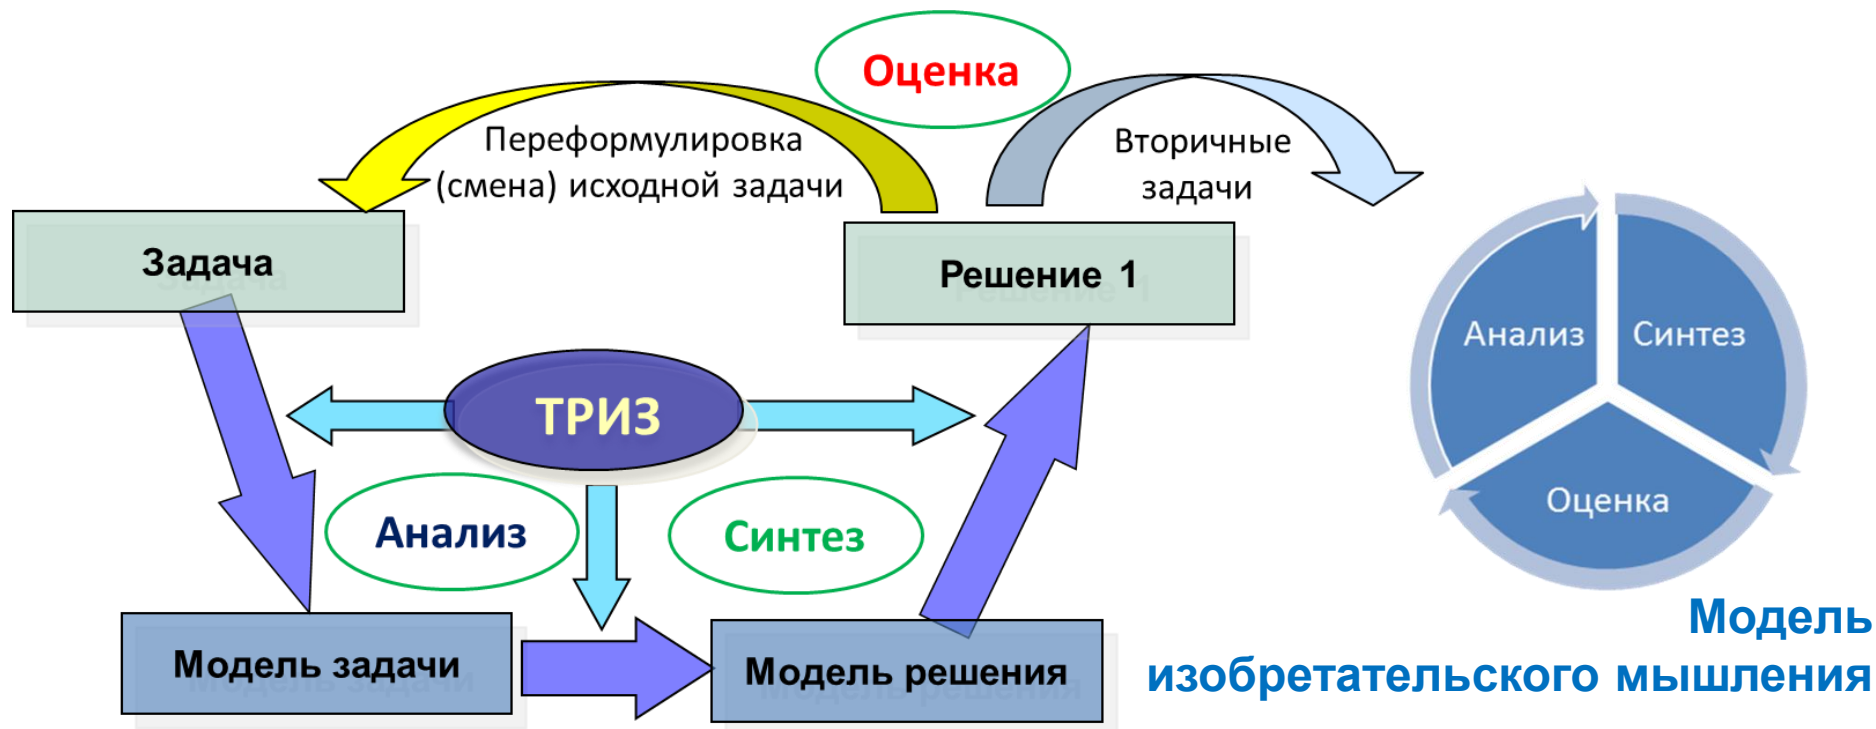 Оценка
Переформулировка
(смена) исходной задачи
Вторичные
задачи
Задача
Решение 1
ТРИЗ
Анализ
Синтез
Модель задачи
Модель решения
Анализ
Синтез
Оценка
Модель
изобретательского мышления